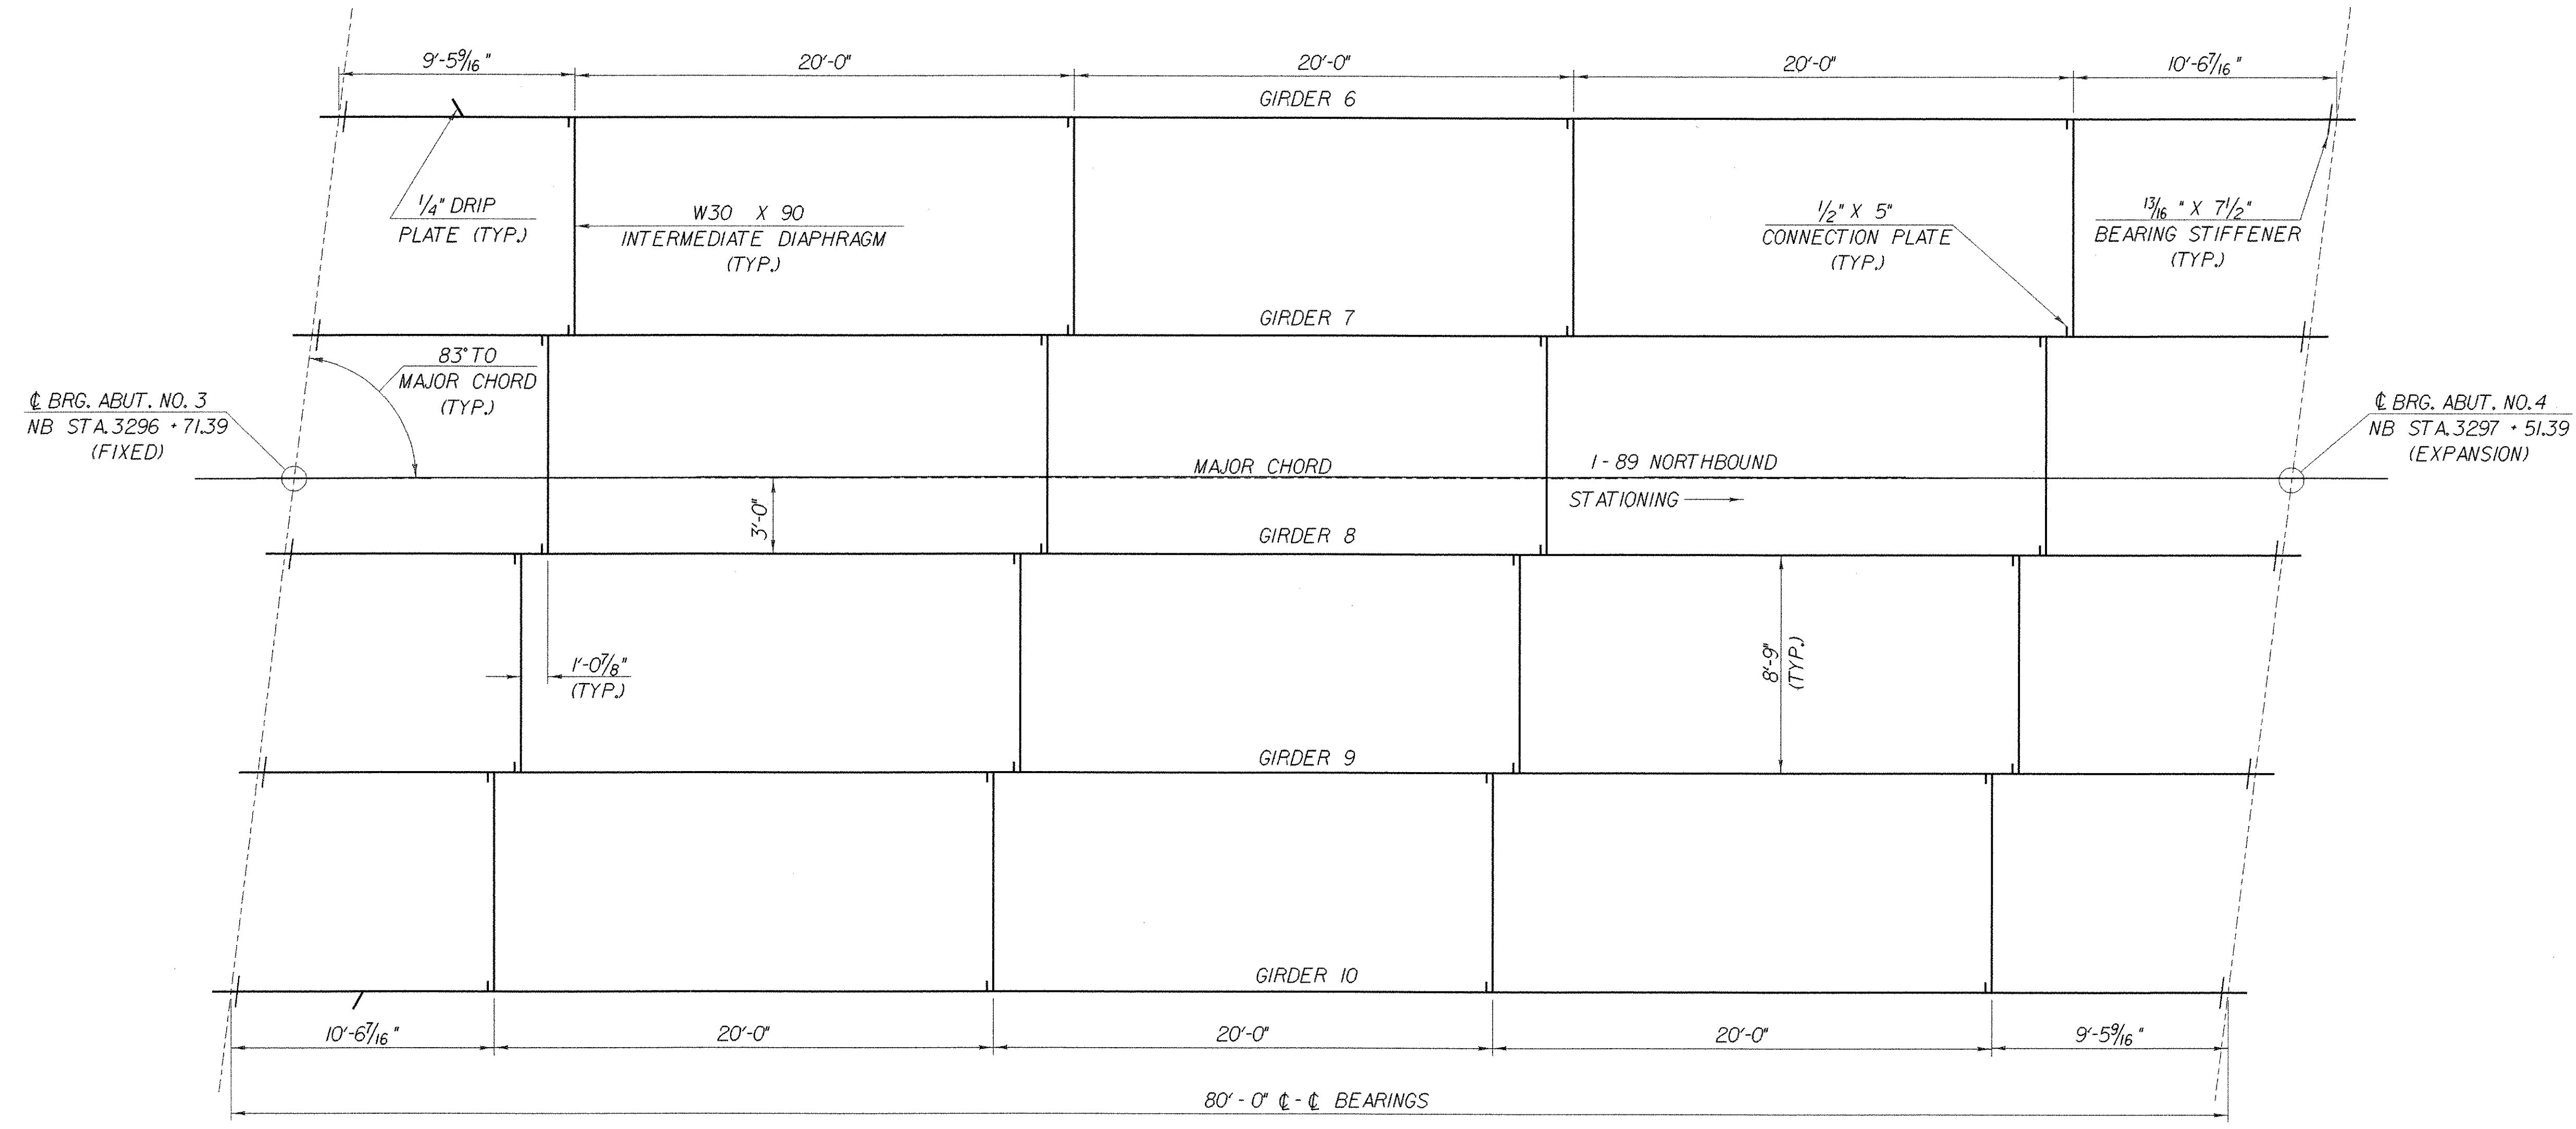 9'-5 9/16"
20'-0"
20'-0"
20'-0"
10'-6 7/16"
GIRDER 6
1/4" DRIP
PLATE (TYP.)
W30 X 90
INTERMEDIATE DIAPHRAGM
(TYP.)
1/2" X 5"
CONNECTION PLATE
(TYP.)
13/16" X 7 1/2"
BEARING STIFFENER
(TYP.)
GIRDER 7
83° TO
MAJOR CHORD
(TYP.)
℄ BRG. ABUT. NO. 3
NB STA. 3296 + 71.39
(FIXED)
℄ BRG. ABUT. NO. 4
NB STA. 3297 + 51.39
(EXPANSION)
MAJOR CHORD
I-89 NORTHBOUND
STATIONING
3'-0"
GIRDER 8
1'-0 7/8"
(TYP.)
8'-9"
(TYP.)
GIRDER 9
GIRDER 10
10'-6 7/16"
20'-0"
20'-0"
20'-0"
9'-5 9/16"
80'-0" ℄-℄ BEARINGS